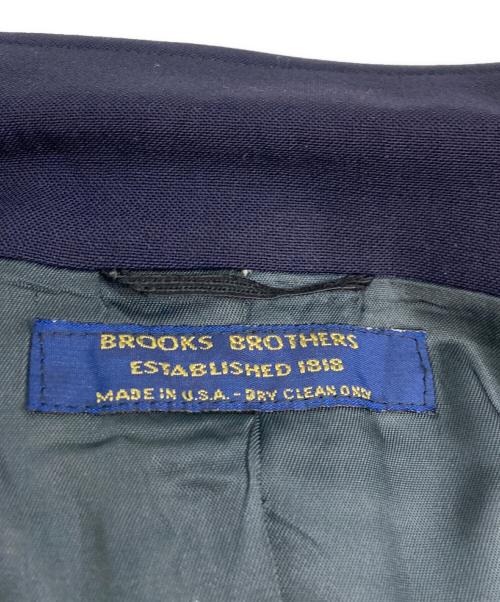 BROOKS BROTHERS
ESTABLISHED 1818
MADE IN U.S.A. - DRY CLEAN ONLY